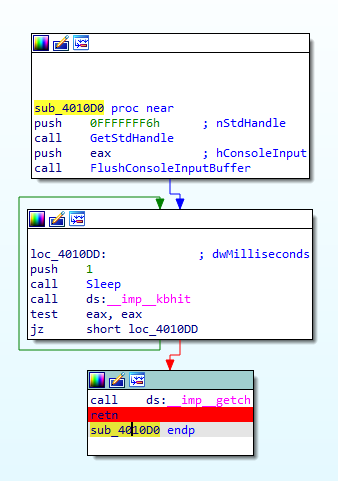 sub_4010D0 proc near
push 0FFFFFFF6h ; nStdHandle
call GetStdHandle
push eax ; hConsoleInput
call FlushConsoleInputBuffer
loc_4010DD: ; dwMilliseconds
push 1
call Sleep
call ds:__imp__kbhit
test eax, eax
jz short loc_4010DD
call ds:__imp__getch
retn
sub_4010D0 endp